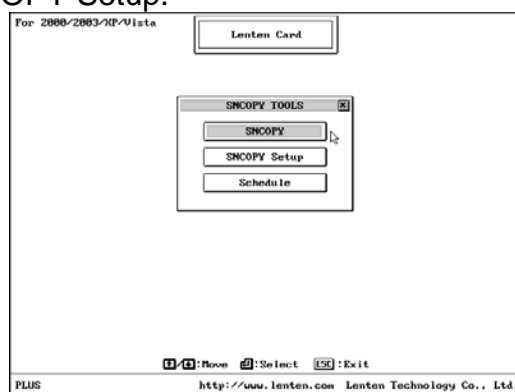 OPY Setup.
For 2000/2003/XP/Vista
Lenten Card
SNCOPY TOOLS
SNCOPY
SNCOPY Setup
Schedule
:Move :Select ESC :Exit
PLUS http://www.lenten.com Lenten Technology Co., Ltd.